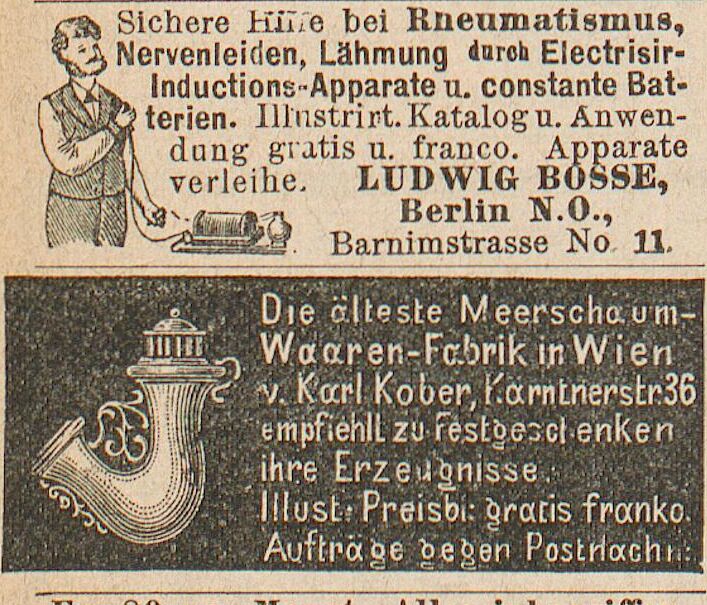 Sichere Hilfe bei Rheumatismus,
Nervenleiden, Lähmung durch Electrisir-
Inductions-Apparate u. constante Bat-
terien. Illustrirt. Katalog u. Anwen-
dung gratis u. franco. Apparate
verleihe. LUDWIG BOSSE,
Berlin N.O.,
Barnimstrasse No. 11.
Die älteste Meerschaum-
Waaren-Fabrik in Wien
v. Karl Kober, Kärntnerstr. 36
empfiehlt zu Festgeschenken
ihre Erzeugnisse.
Illust. Preisbl. gratis franko.
Aufträge gegen Postnachn.